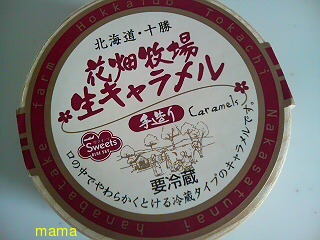 Hokkaido Tokachi Nakasatsunai hanabatake farm
北海道・十勝
花畑牧場
生キャラメル
手造り
Caramels
Sweets
要冷蔵
口の中でやわらかくとける冷蔵タイプのキャラメルです。
mama